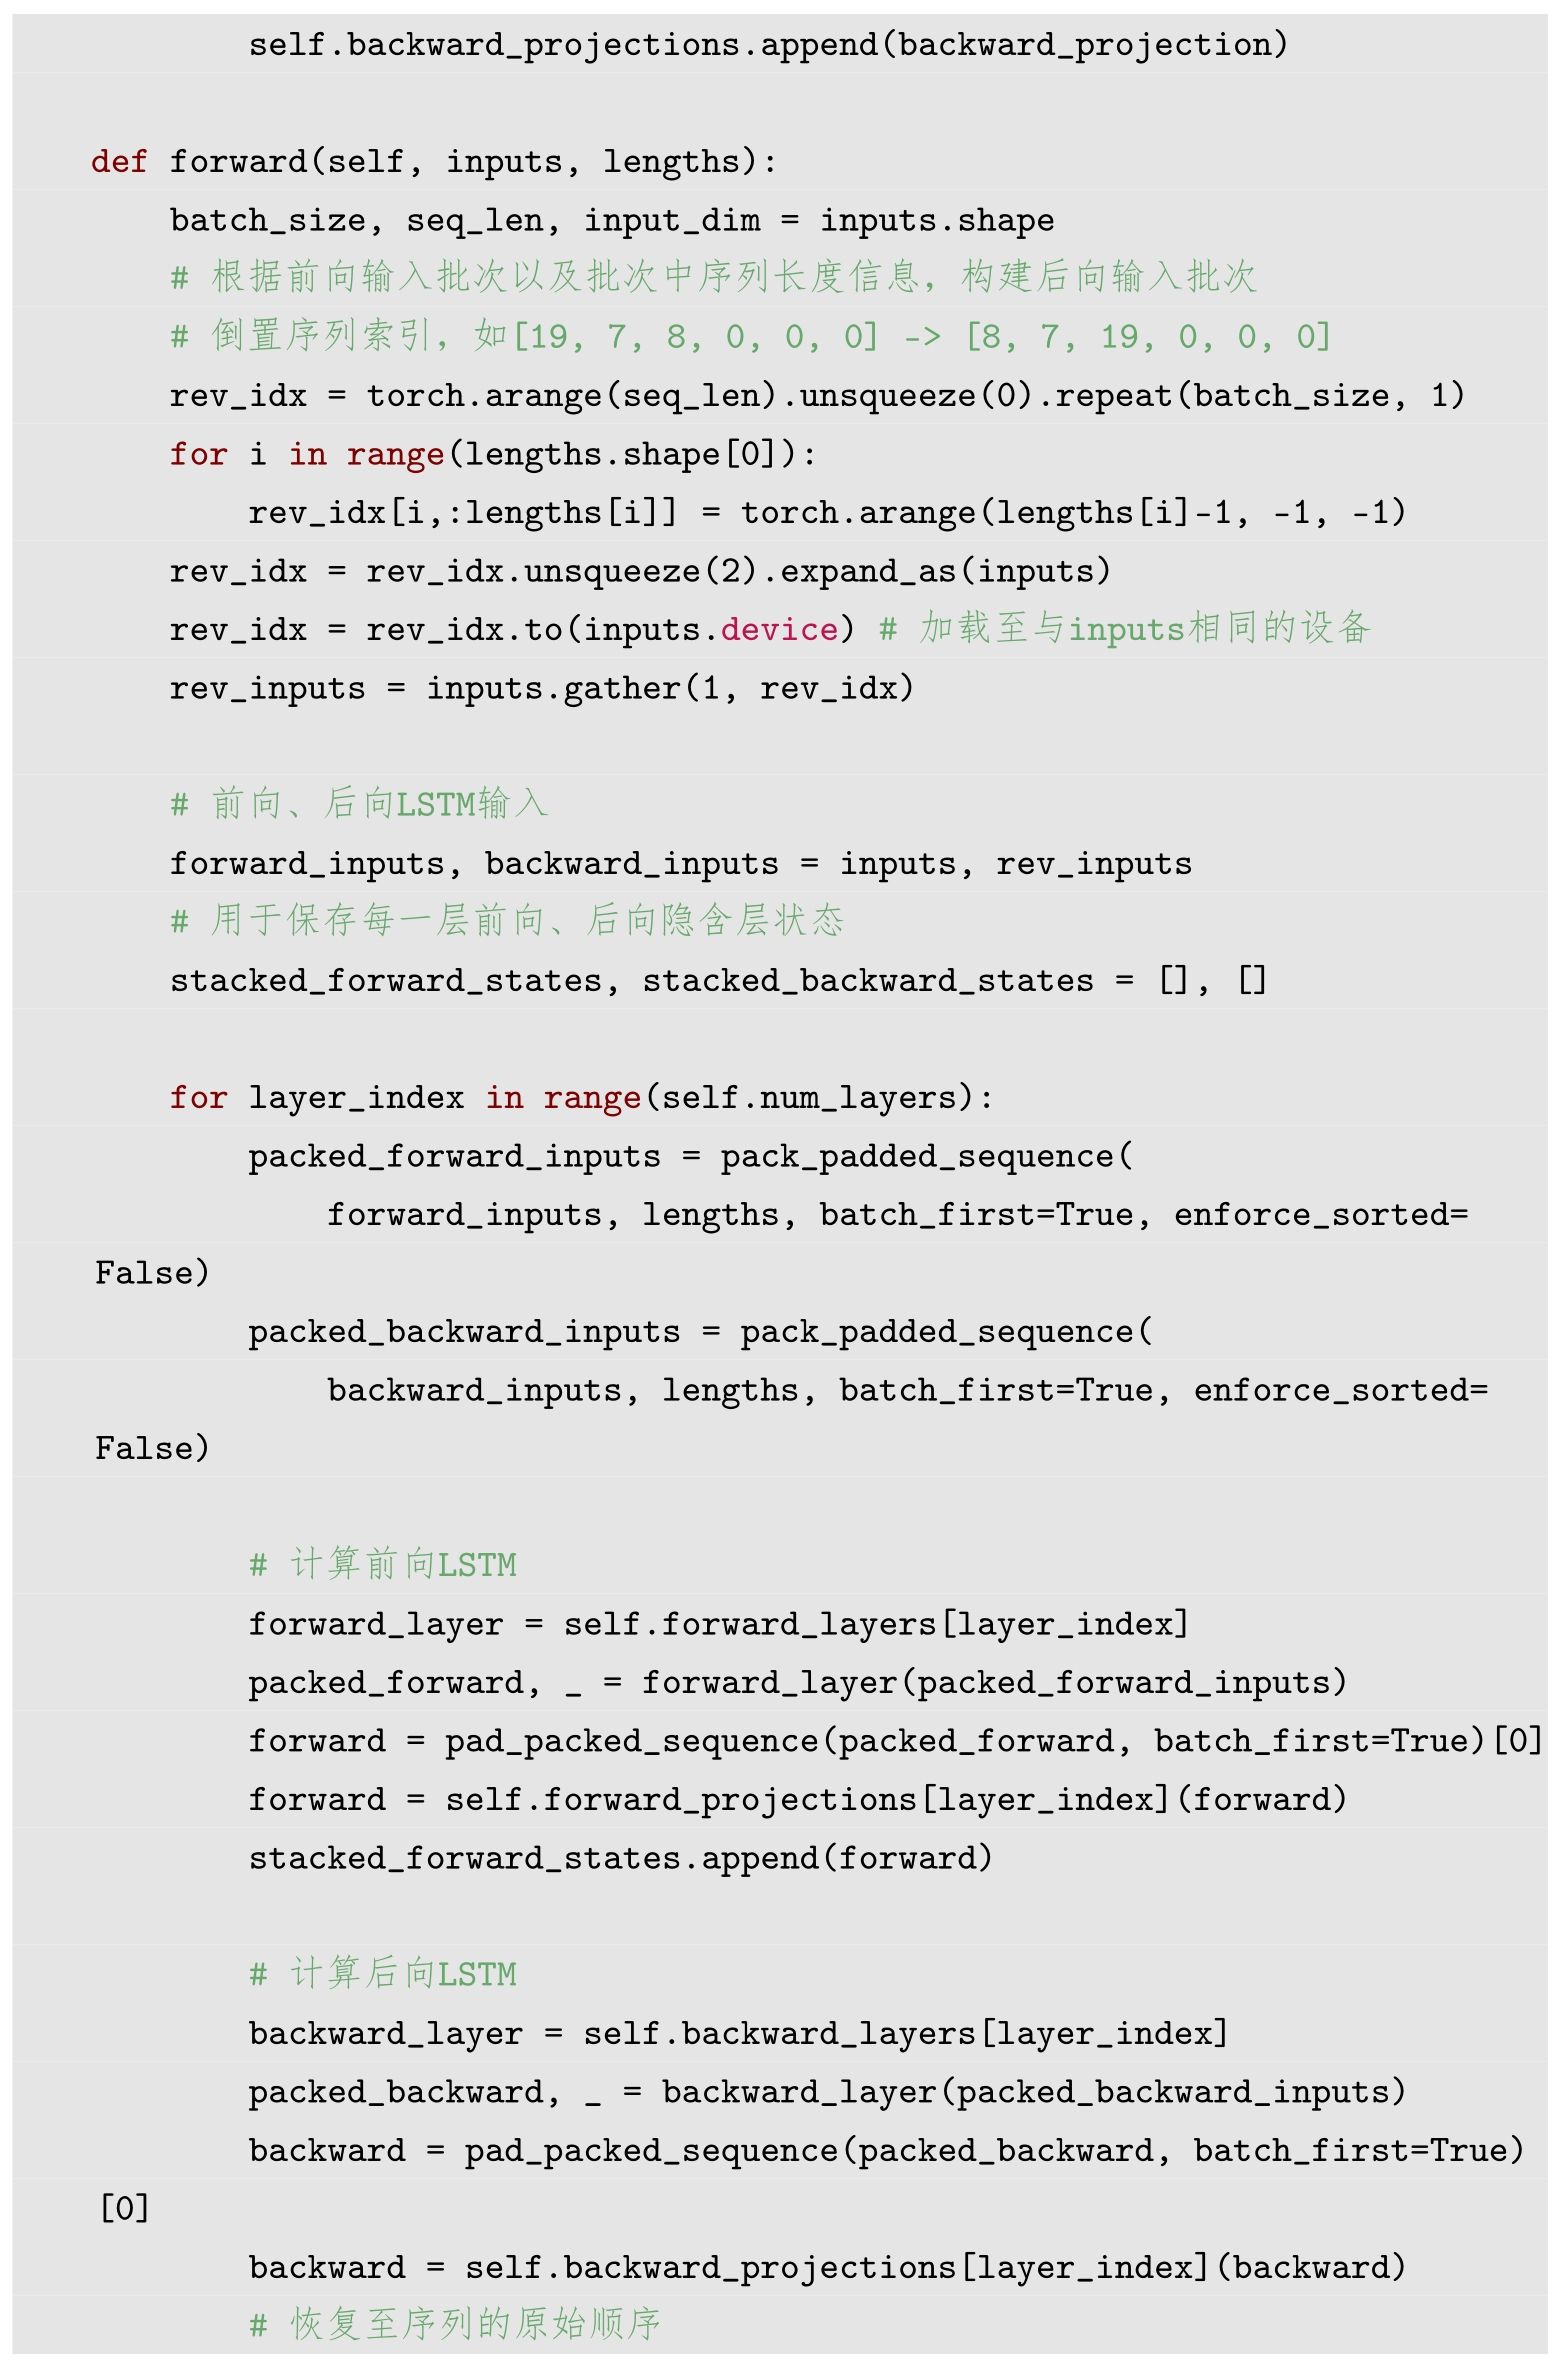 self.backward_projections.append(backward_projection)
def forward(self, inputs, lengths):
batch_size, seq_len, input_dim = inputs.shape
# 根据前向输入批次以及批次中序列长度信息，构建后向输入批次
# 倒置序列索引，如[19, 7, 8, 0, 0, 0] -> [8, 7, 19, 0, 0, 0]
rev_idx = torch.arange(seq_len).unsqueeze(0).repeat(batch_size, 1)
for i in range(lengths.shape[0]):
rev_idx[i,:lengths[i]] = torch.arange(lengths[i]-1, -1, -1)
rev_idx = rev_idx.unsqueeze(2).expand_as(inputs)
rev_idx = rev_idx.to(inputs.device) # 加载至与inputs相同的设备
rev_inputs = inputs.gather(1, rev_idx)
# 前向、后向LSTM输入
forward_inputs, backward_inputs = inputs, rev_inputs
# 用于保存每一层前向、后向隐含层状态
stacked_forward_states, stacked_backward_states = [], []
for layer_index in range(self.num_layers):
packed_forward_inputs = pack_padded_sequence(
forward_inputs, lengths, batch_first=True, enforce_sorted=
False)
packed_backward_inputs = pack_padded_sequence(
backward_inputs, lengths, batch_first=True, enforce_sorted=
False)
# 计算前向LSTM
forward_layer = self.forward_layers[layer_index]
packed_forward, _ = forward_layer(packed_forward_inputs)
forward = pad_packed_sequence(packed_forward, batch_first=True)[0]
forward = self.forward_projections[layer_index](forward)
stacked_forward_states.append(forward)
# 计算后向LSTM
backward_layer = self.backward_layers[layer_index]
packed_backward, _ = backward_layer(packed_backward_inputs)
backward = pad_packed_sequence(packed_backward, batch_first=True)
[0]
backward = self.backward_projections[layer_index](backward)
# 恢复至序列的原始顺序